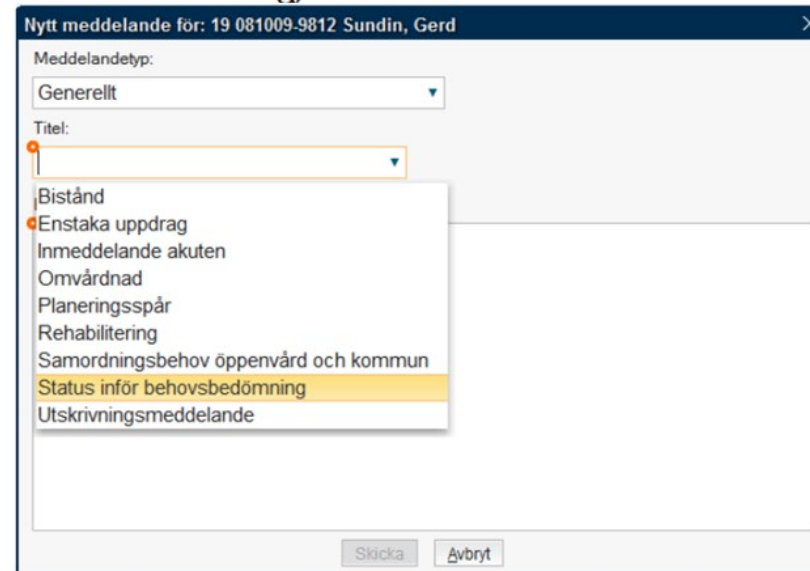 Nytt meddelande för: 19 081009-9812 Sundin, Gerd
Meddelandetyp:
Generellt
Titel:
Bistånd
Enstaka uppdrag
Inmeddelande akuten
Omvårdnad
Planeringsspår
Rehabilitering
Samordningsbehov öppenvård och kommun
Status inför behovsbedömning
Utskrivningsmeddelande
Skicka Avbryt